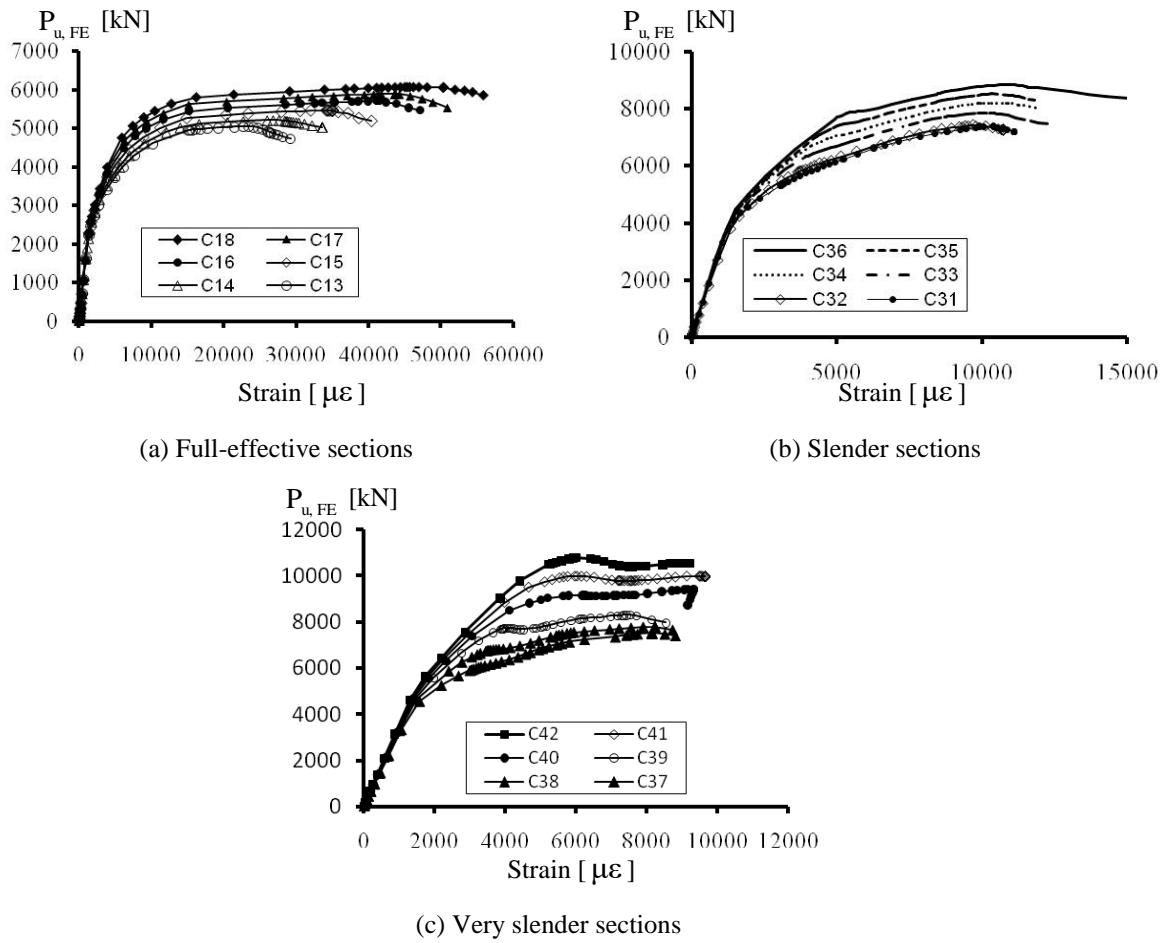 P u, FE [kN]
7000
6000
5000
4000
3000
2000
1000
0
C18 C17
C16 C15
C14 C13
0 10000 20000 30000 40000 50000 60000
Strain [ με ]
(a) Full-effective sections
P u, FE [kN]
10000
8000
6000
4000
2000
0
C36 C35
C34 C33
C32 C31
0 5000 10000 15000
Strain [ με ]
(b) Slender sections
P u, FE [kN]
12000
10000
8000
6000
4000
2000
0
C42 C41
C40 C39
C38 C37
0 2000 4000 6000 8000 10000 12000
Strain [ με ]
(c) Very slender sections